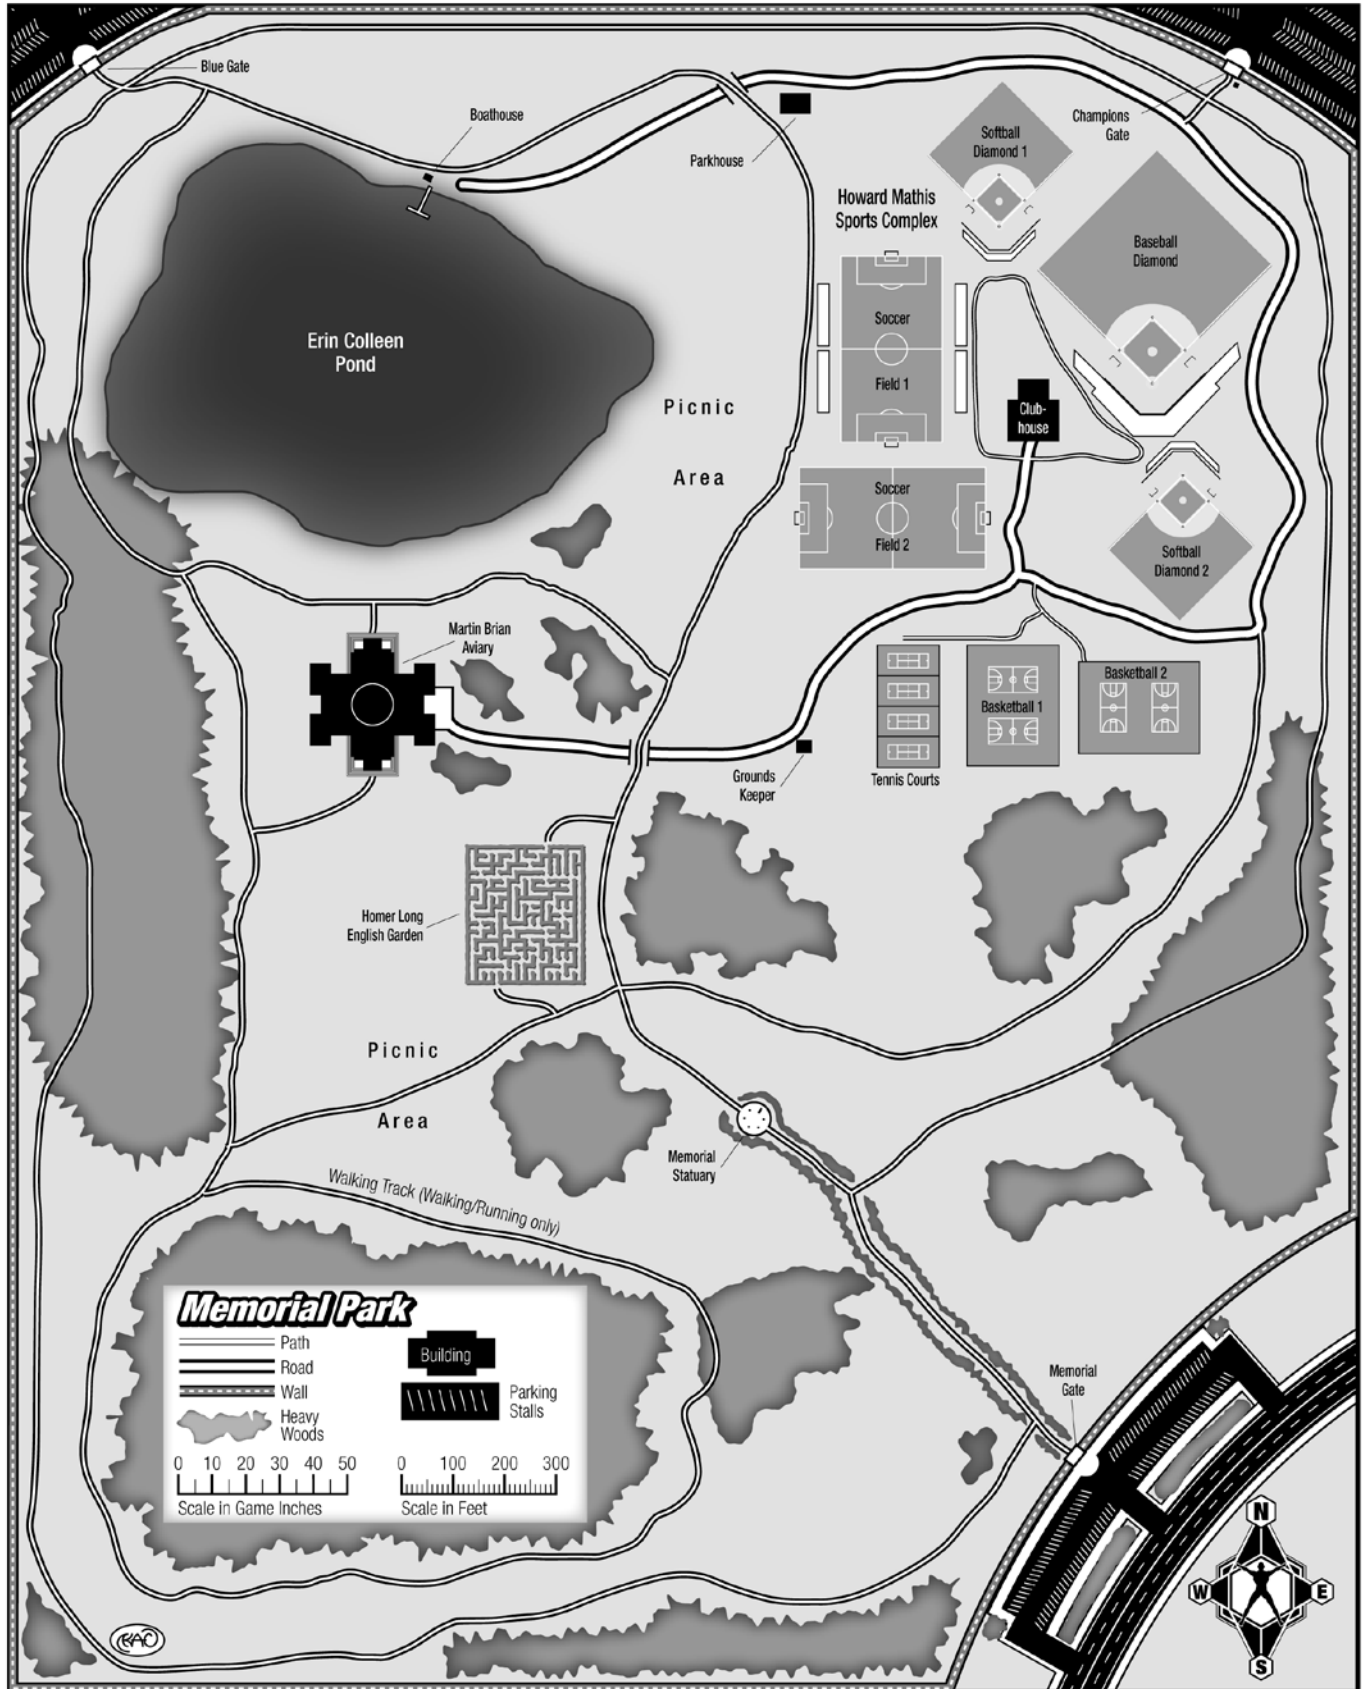 Blue Gate
Boathouse
Parkhouse
Champions
Gate
Softball
Diamond 1
Howard Mathis
Sports Complex
Baseball
Diamond
Soccer
Field 1
Erin Colleen
Pond
Picnic
Area
Club-
house
Soccer
Field 2
Softball
Diamond 2
Martin Brian
Aviary
Basketball 2
Basketball 1
Grounds
Keeper
Tennis Courts
Homer Long
English Garden
Picnic
Area
Memorial
Statuary
Walking Track (Walking/Running only)
Memorial
Gate
Memorial Park
Path
Road
Wall
Heavy
Woods
Building
Parking
Stalls
0 10 20 30 40 50
Scale in Game Inches
0 100 200 300
Scale in Feet
N
W E
S
EAC